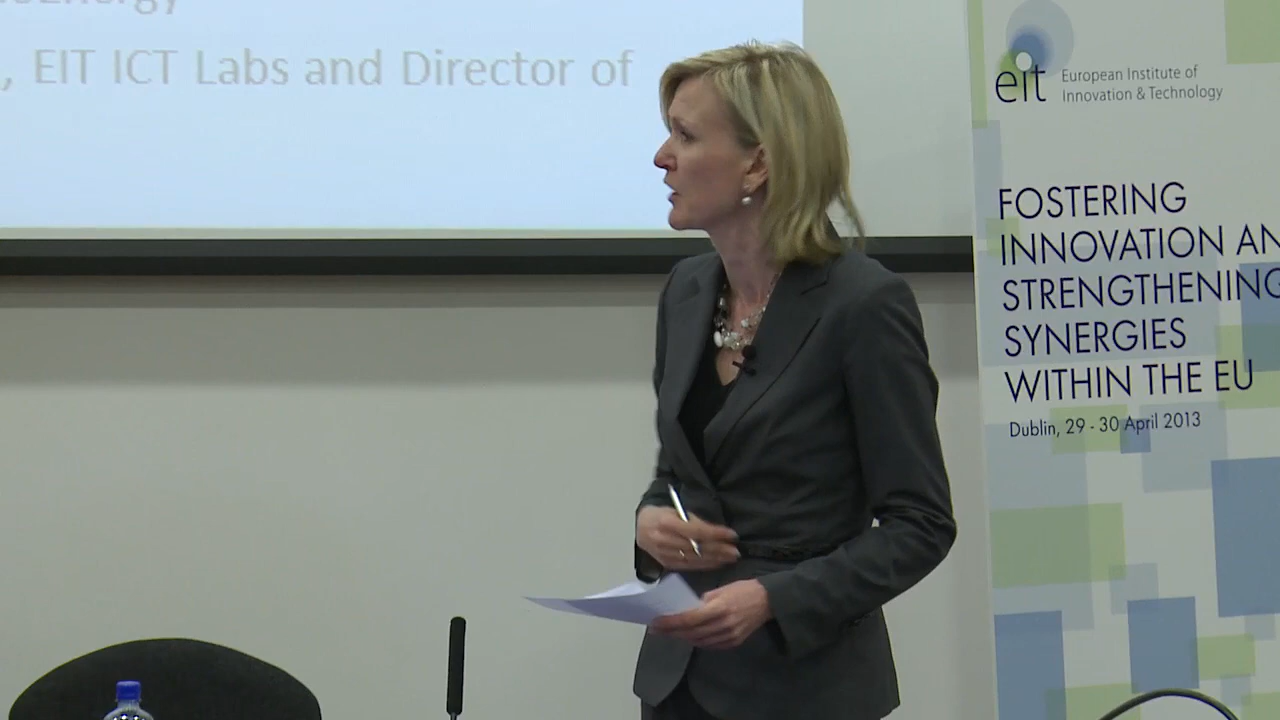 , EIT ICT Labs and Director of
eit
European Institute of
Innovation & Technology
FOSTERING
INNOVATION AN
STRENGTHENING
SYNERGIES
WITHIN THE EU
Dublin, 29 - 30 April 2013